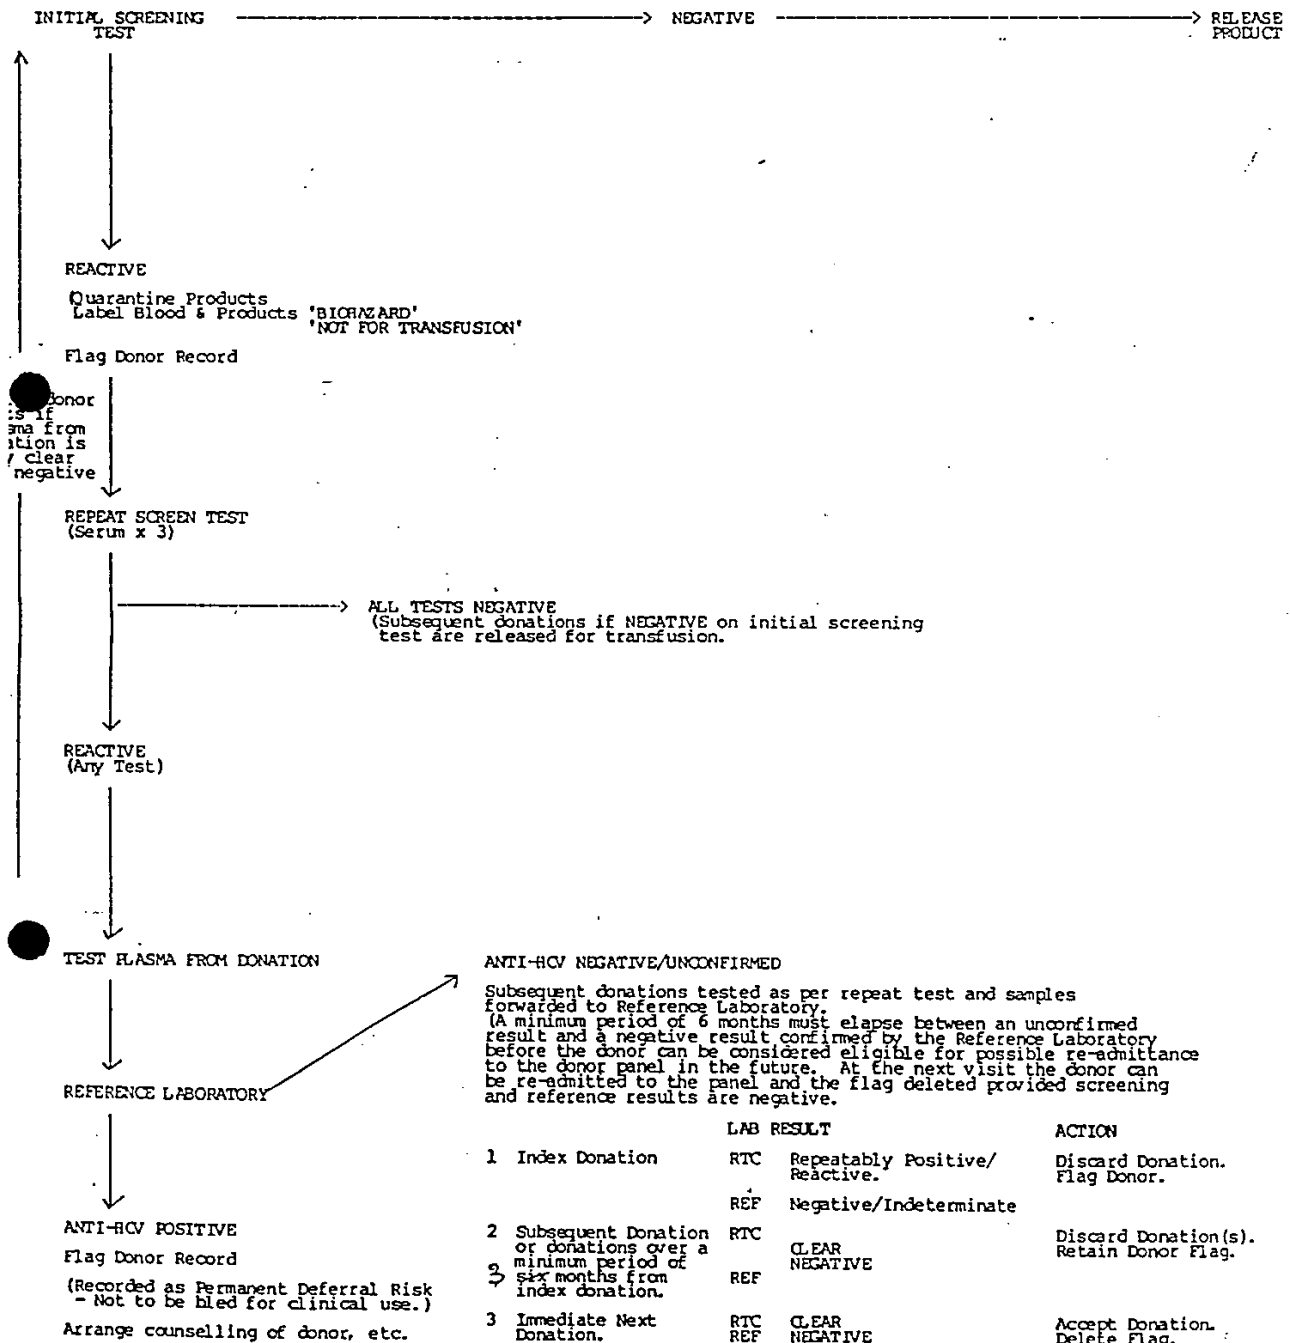 INITIAL SCREENING TEST
NEGATIVE
RELEASE PRODUCT
REACTIVE
Quarantine Products
Label Blood & Products 'BIOHAZARD'
'NOT FOR TRANSFUSION'
Flag Donor Record
donor
if
from
is
clear
negative
REPEAT SCREEN TEST
(Serum x 3)
ALL TESTS NEGATIVE
(Subsequent donations if NEGATIVE on initial screening
test are released for transfusion.
REACTIVE
(Any Test)
TEST PLASMA FROM DONATION
REFERENCE LABORATORY
ANTI-HCV POSITIVE
Flag Donor Record
(Recorded as Permanent Deferral Risk
- Not to be bled for clinical use.)
Arrange counselling of donor, etc.
ANTI-HCV NEGATIVE/UNCONFIRMED
Subsequent donations tested as per repeat test and samples
forwarded to Reference Laboratory.
(A minimum period of 6 months must elapse between an unconfirmed
result and a negative result confirmed by the Reference Laboratory
before the donor can be considered eligible for possible re-admittance
to the donor panel in the future. At the next visit the donor can
be re-admitted to the panel and the flag deleted provided screening
and reference results are negative.
LAB RESULT ACTION
1 Index Donation RTC Repeatably Positive/ Discard Donation.
Reactive. Flag Donor.
REF Negative/Indeterminate
2 Subsequent Donation RTC Discard Donation(s).
or donations over a CLEAR Retain Donor Flag.
minimum period of NEGATIVE
3 six months from REF
index donation.
3 Immediate Next RTC CLEAR Accept Donation.
Donation. REF NEGATIVE Delete Flag.